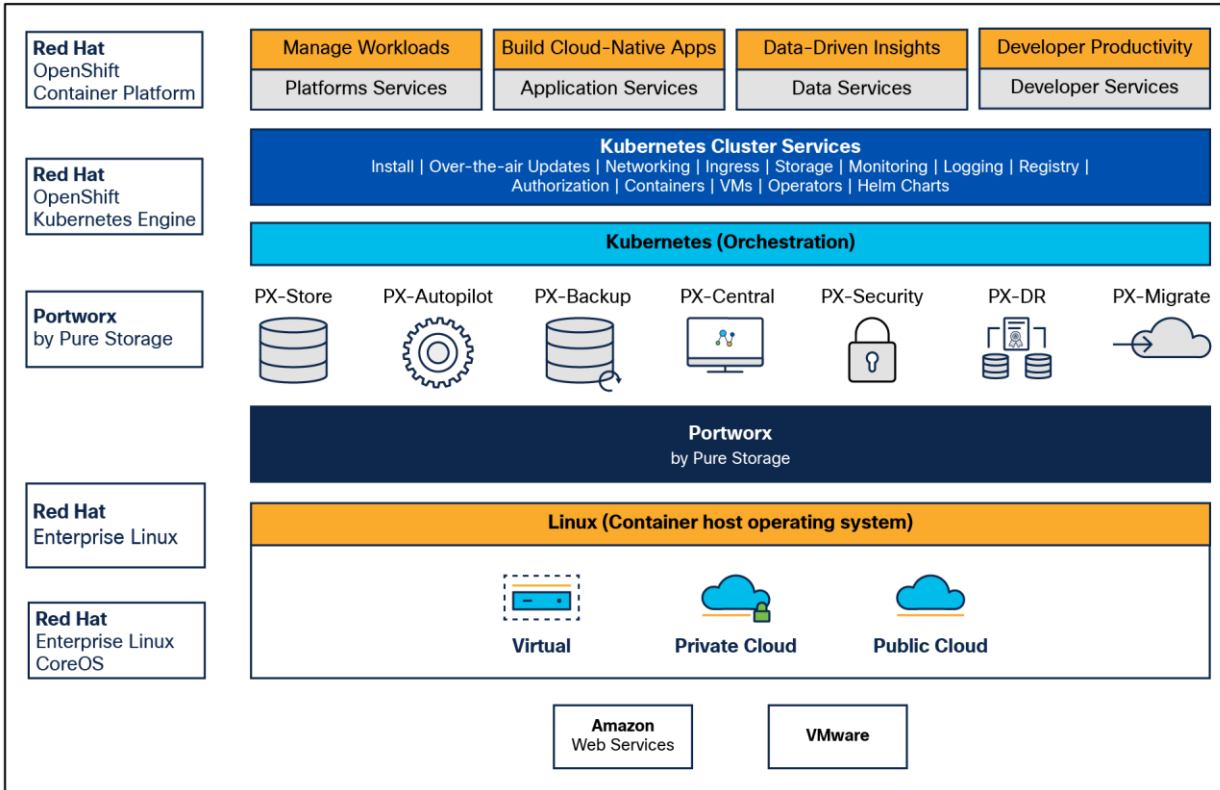 Red Hat
OpenShift
Container Platform
Manage Workloads
Platforms Services
Build Cloud-Native Apps
Application Services
Data-Driven Insights
Data Services
Developer Productivity
Developer Services
Red Hat
OpenShift
Kubernetes Engine
Kubernetes Cluster Services
Install | Over-the-air Updates | Networking | Ingress | Storage | Monitoring | Logging | Registry |
Authorization | Containers | VMs | Operators | Helm Charts
Kubernetes (Orchestration)
Portworx
by Pure Storage
PX-Store
PX-Autopilot
PX-Backup
PX-Central
PX-Security
PX-DR
PX-Migrate
Portworx
by Pure Storage
Red Hat
Enterprise Linux
Linux (Container host operating system)
Red Hat
Enterprise Linux
CoreOS
Virtual
Private Cloud
Public Cloud
Amazon
Web Services
VMware